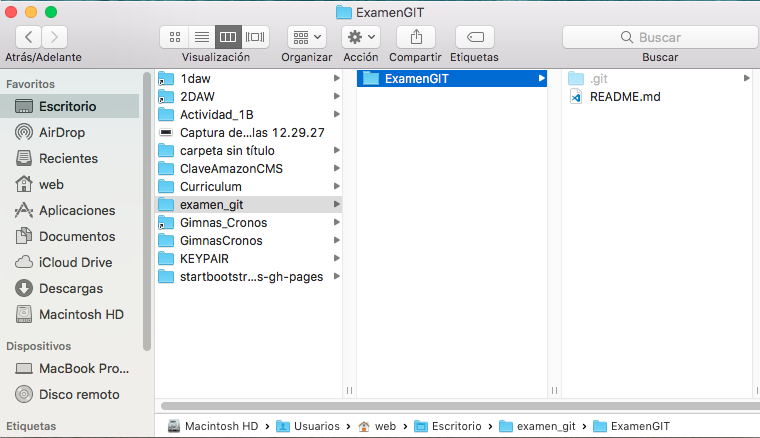 ExamenGIT
Atrás/Adelante Visualización Organizar Acción Compartir Etiquetas Buscar Buscar
Favoritos
Escritorio
AirDrop
Recientes
web
Aplicaciones
Documentos
iCloud Drive
Descargas
Macintosh HD
Dispositivos
MacBook Pro...
Disco remoto
Etiquetas
1daw
2DAW
Actividad_1B
Captura de...las 12.29.27
carpeta sin título
ClaveAmazonCMS
Curriculum
examen_git
Gimnas_Cronos
GimnasCronos
KEYPAIR
startbootstr...s-gh-pages
ExamenGIT
.git
README.md
Macintosh HD > Usuarios > web > Escritorio > examen_git > ExamenGIT